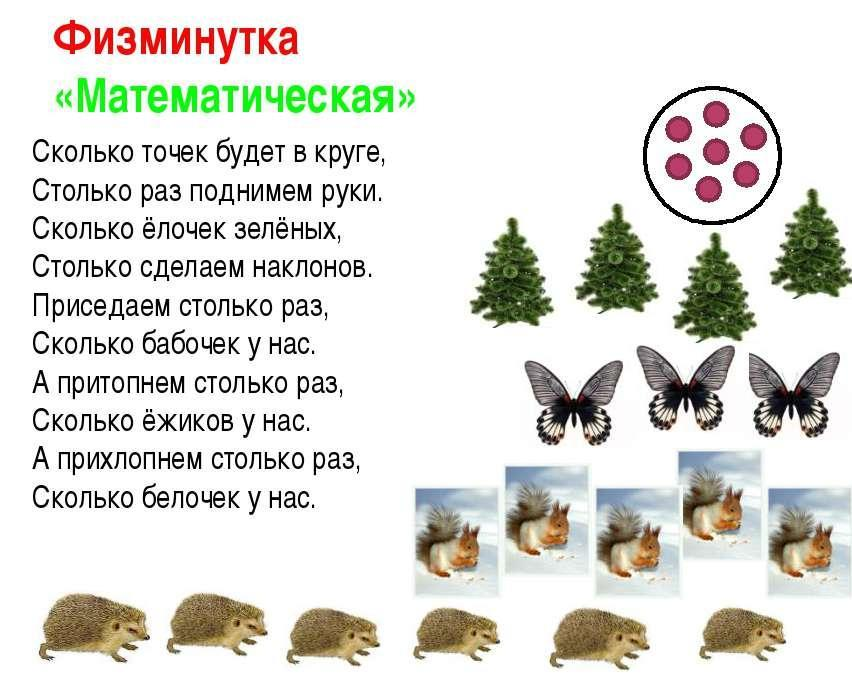 Физминутка
«Математическая»
Сколько точек будет в круге,
Столько раз поднимем руки.
Сколько ёлочек зелёных,
Столько сделаем наклонов.
Приседаем столько раз,
Сколько бабочек у нас.
А притопнем столько раз,
Сколько ёжиков у нас.
А прихлопнем столько раз,
Сколько белочек у нас.